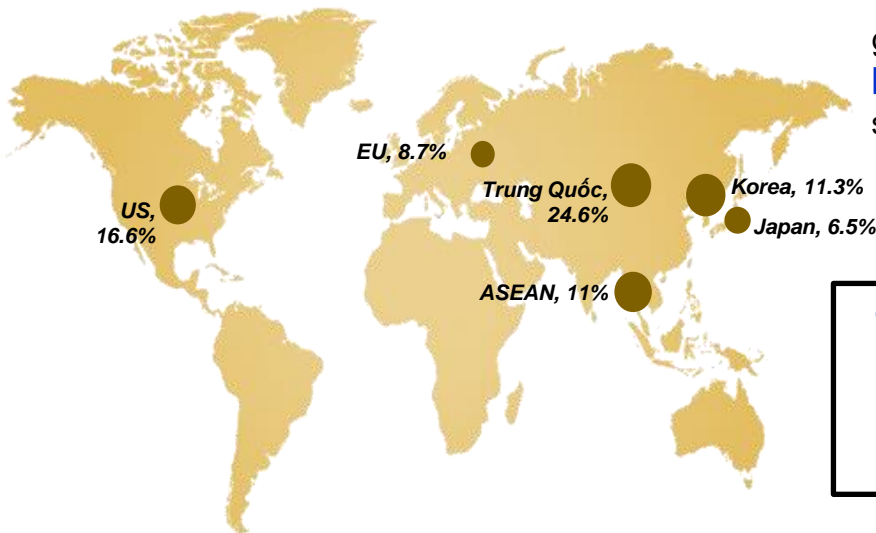 EU, 8.7%
Trung Quốc,
24.6%
Korea, 11.3%
US,
16.6%
Japan, 6.5%
ASEAN, 11%